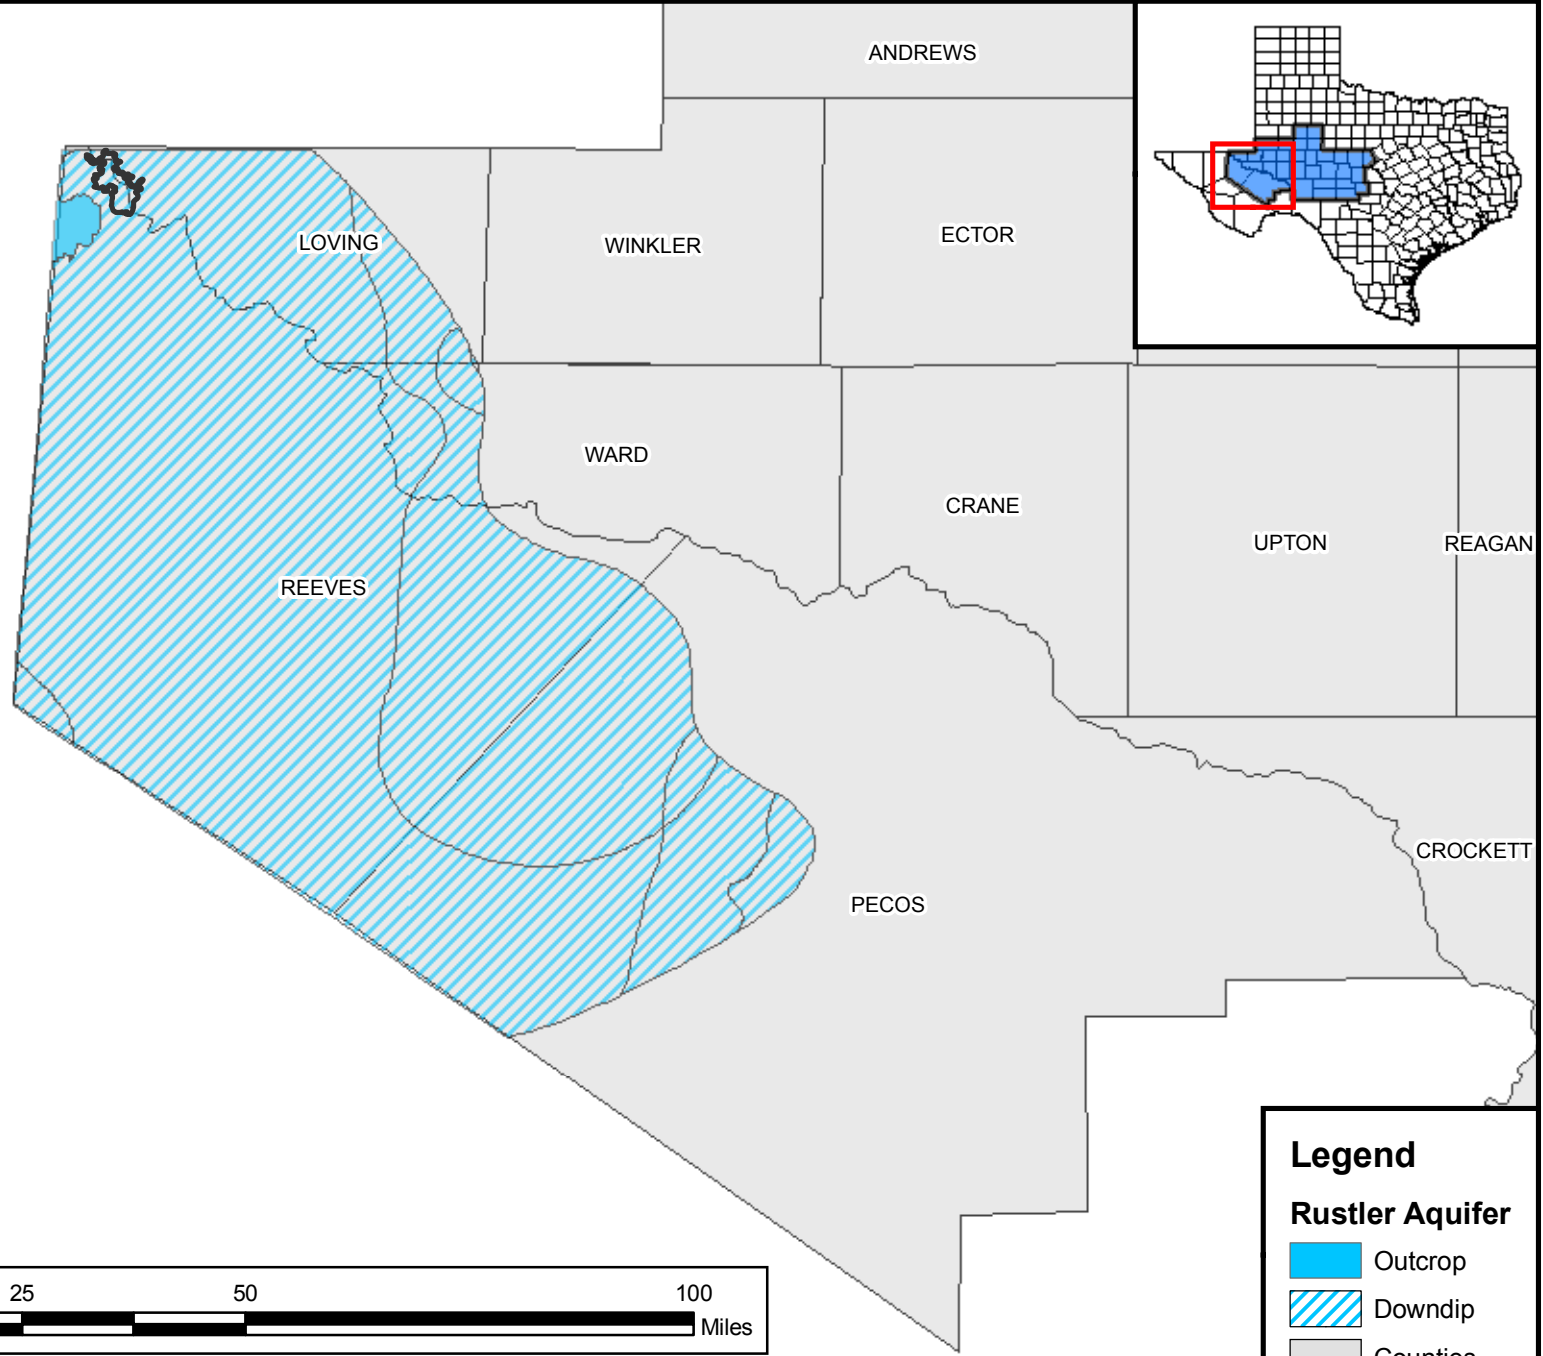 ANDREWS
LOVING
WINKLER
ECTOR
WARD
CRANE
UPTON
REAGAN
REEVES
CROCKETT
PECOS
Legend
Rustler Aquifer
Outcrop
Downdip
Counties
25 50 100
Miles